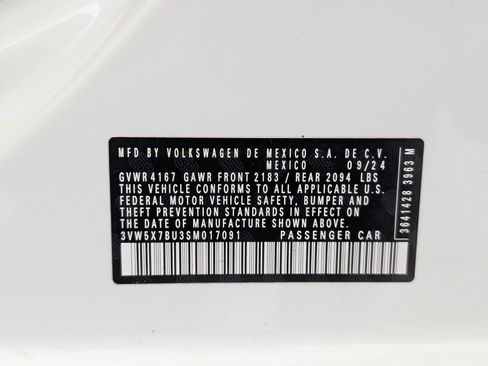 MFD BY VOLKSWAGEN DE MEXICO S.A. DE C.V.
MEXICO 09/24
GVWR 4167 GAWR FRONT 2183 / REAR 2094 LBS
THIS VEHICLE CONFORMS TO ALL APPLICABLE U.S.
FEDERAL MOTOR VEHICLE SAFETY, BUMPER AND
THEFT PREVENTION STANDARDS IN EFFECT ON THE
DATE OF MANUFACTURE SHOWN ABOVE.
3VW5X7BU3SM017091 PASSENGER CAR
3641428 3963 M